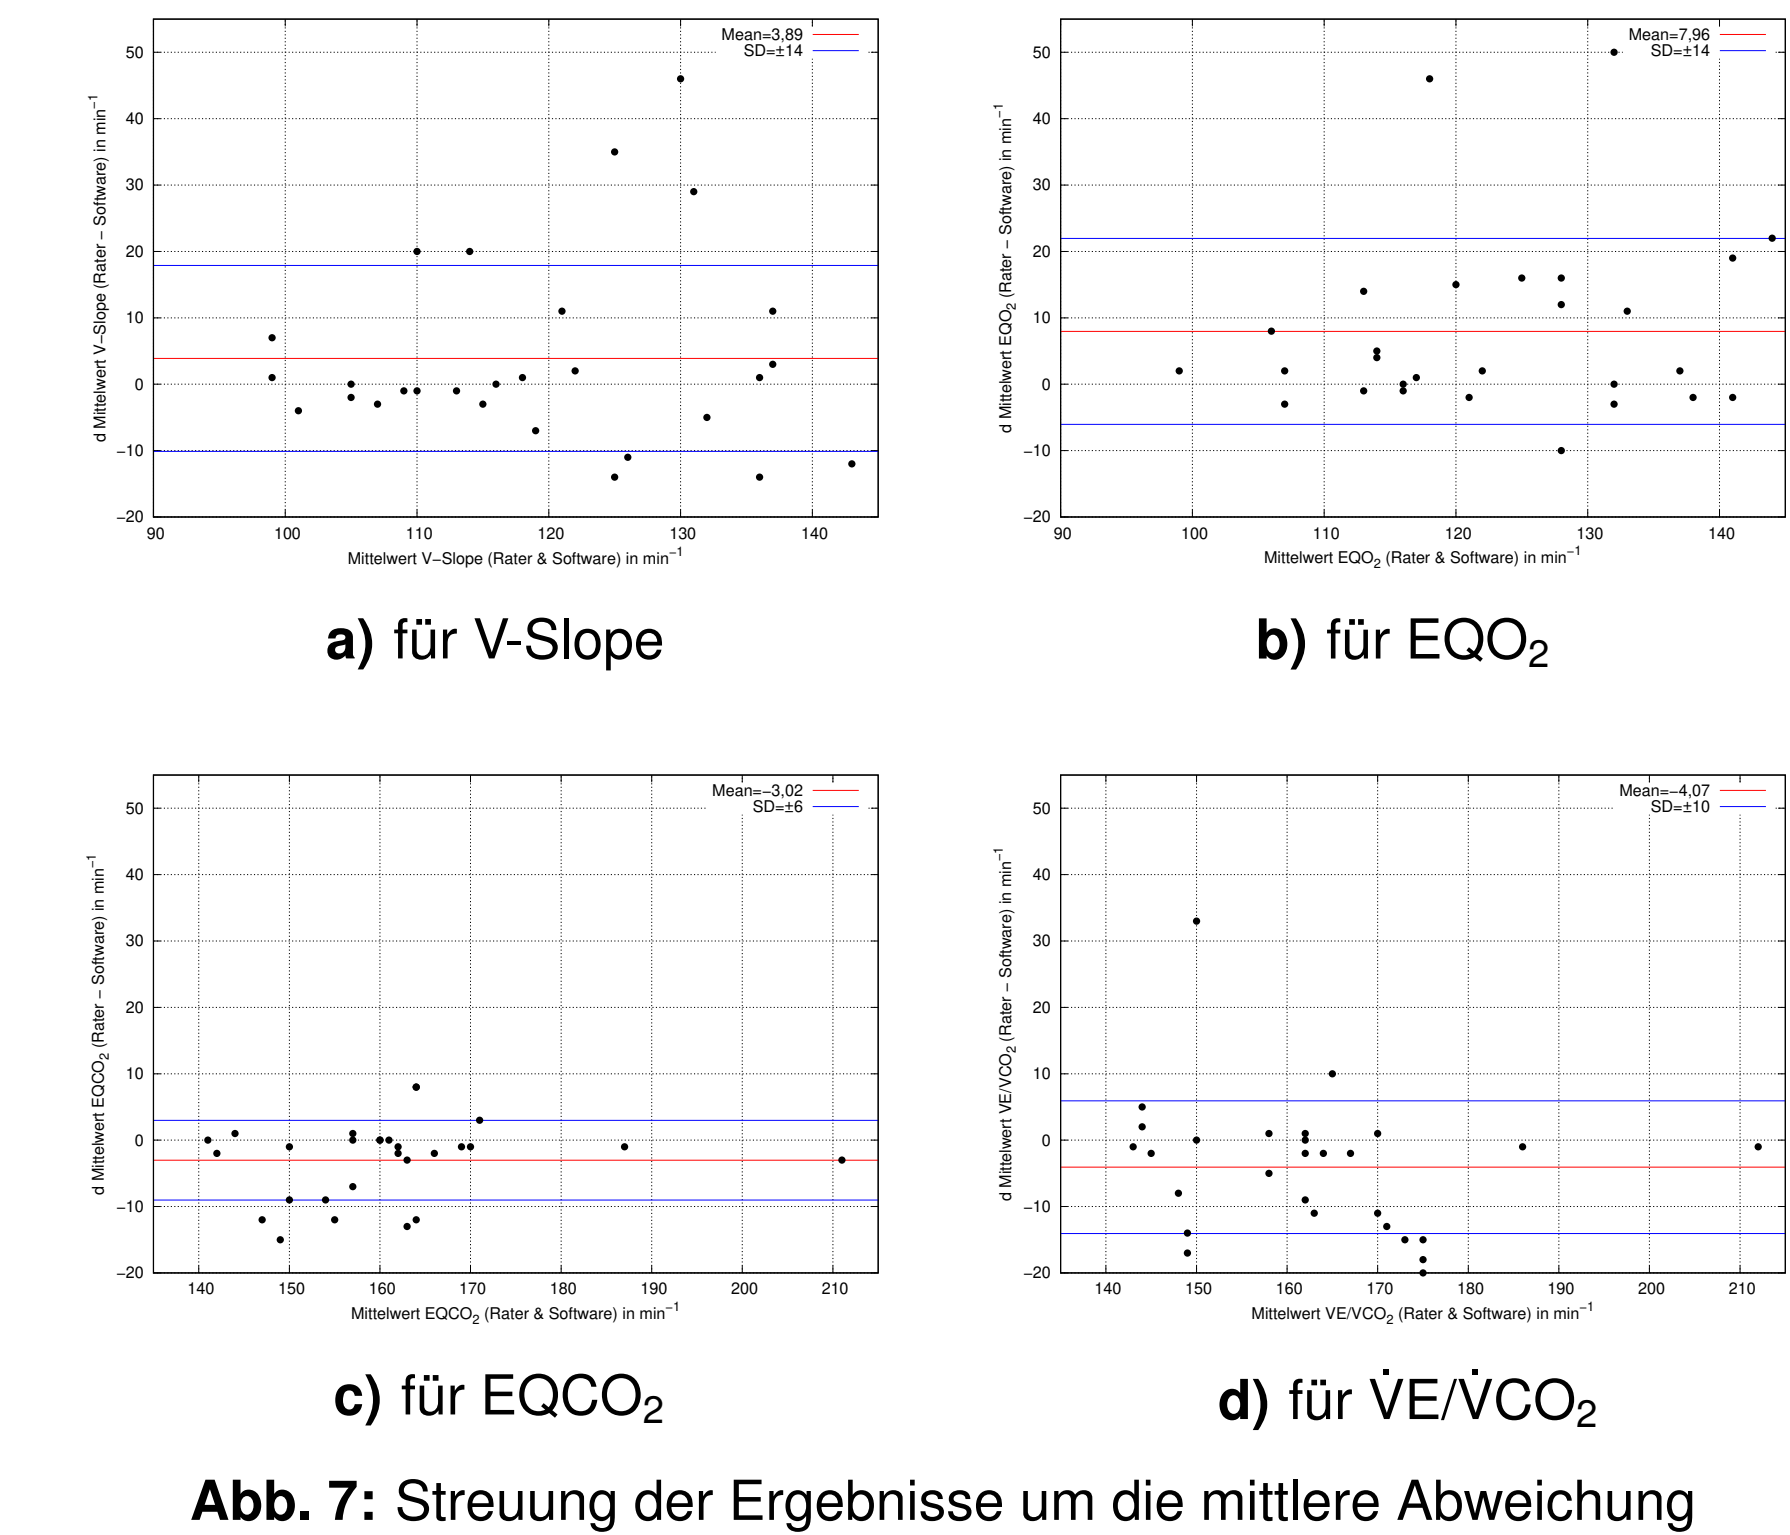 Mean=3,89
SD=±14
50
40
30
20
10
0
−10
−20
90 100 110 120 130 140
d Mittelwert V−Slope (Rater − Software) in min⁻¹
Mittelwert V−Slope (Rater & Software) in min⁻¹
a) für V-Slope
Mean=7,96
SD=±14
50
40
30
20
10
0
−10
−20
90 100 110 120 130 140
d Mittelwert EQO₂ (Rater − Software) in min⁻¹
Mittelwert EQO₂ (Rater & Software) in min⁻¹
b) für EQO₂
Mean=−3,02
SD=±6
50
40
30
20
10
0
−10
−20
140 150 160 170 180 190 200 210
d Mittelwert EQCO₂ (Rater − Software) in min⁻¹
Mittelwert EQCO₂ (Rater & Software) in min⁻¹
c) für EQCO₂
Mean=−4,07
SD=±10
50
40
30
20
10
0
−10
−20
140 150 160 170 180 190 200 210
d Mittelwert VE/VCO₂ (Rater − Software) in min⁻¹
Mittelwert VE/VCO₂ (Rater & Software) in min⁻¹
d) für V̇E/V̇CO₂
Abb. 7: Streuung der Ergebnisse um die mittlere Abweichung